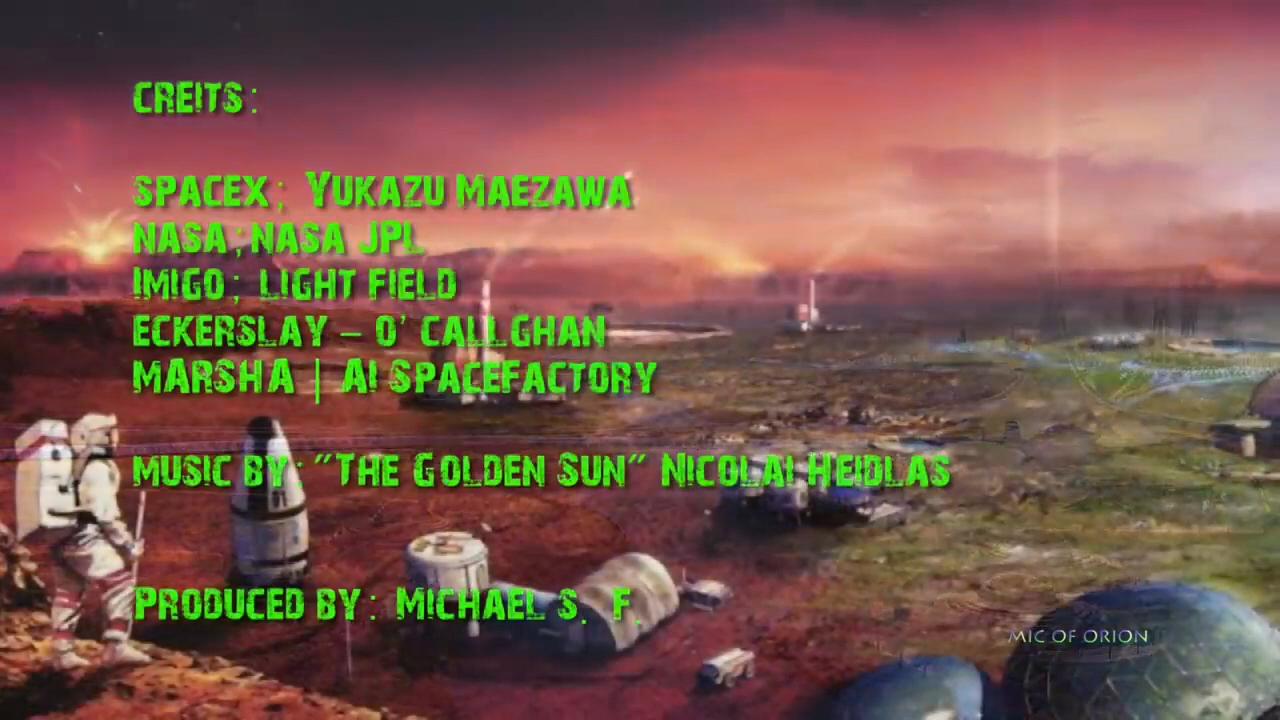 CREITS:
SPACEX; YUKAZU MAEZAWA
NASA;NASA JPL
IMIGO; LIGHT FIELD
ECKERSLAY – O' CALLGHAN
MARSHA | AI SPACEFACTORY
MUSIC BY: "THE GOLDEN SUN" NICOLAI HEIDLAS
PRODUCED BY: MICHAEL S. F.
MIC OF ORION